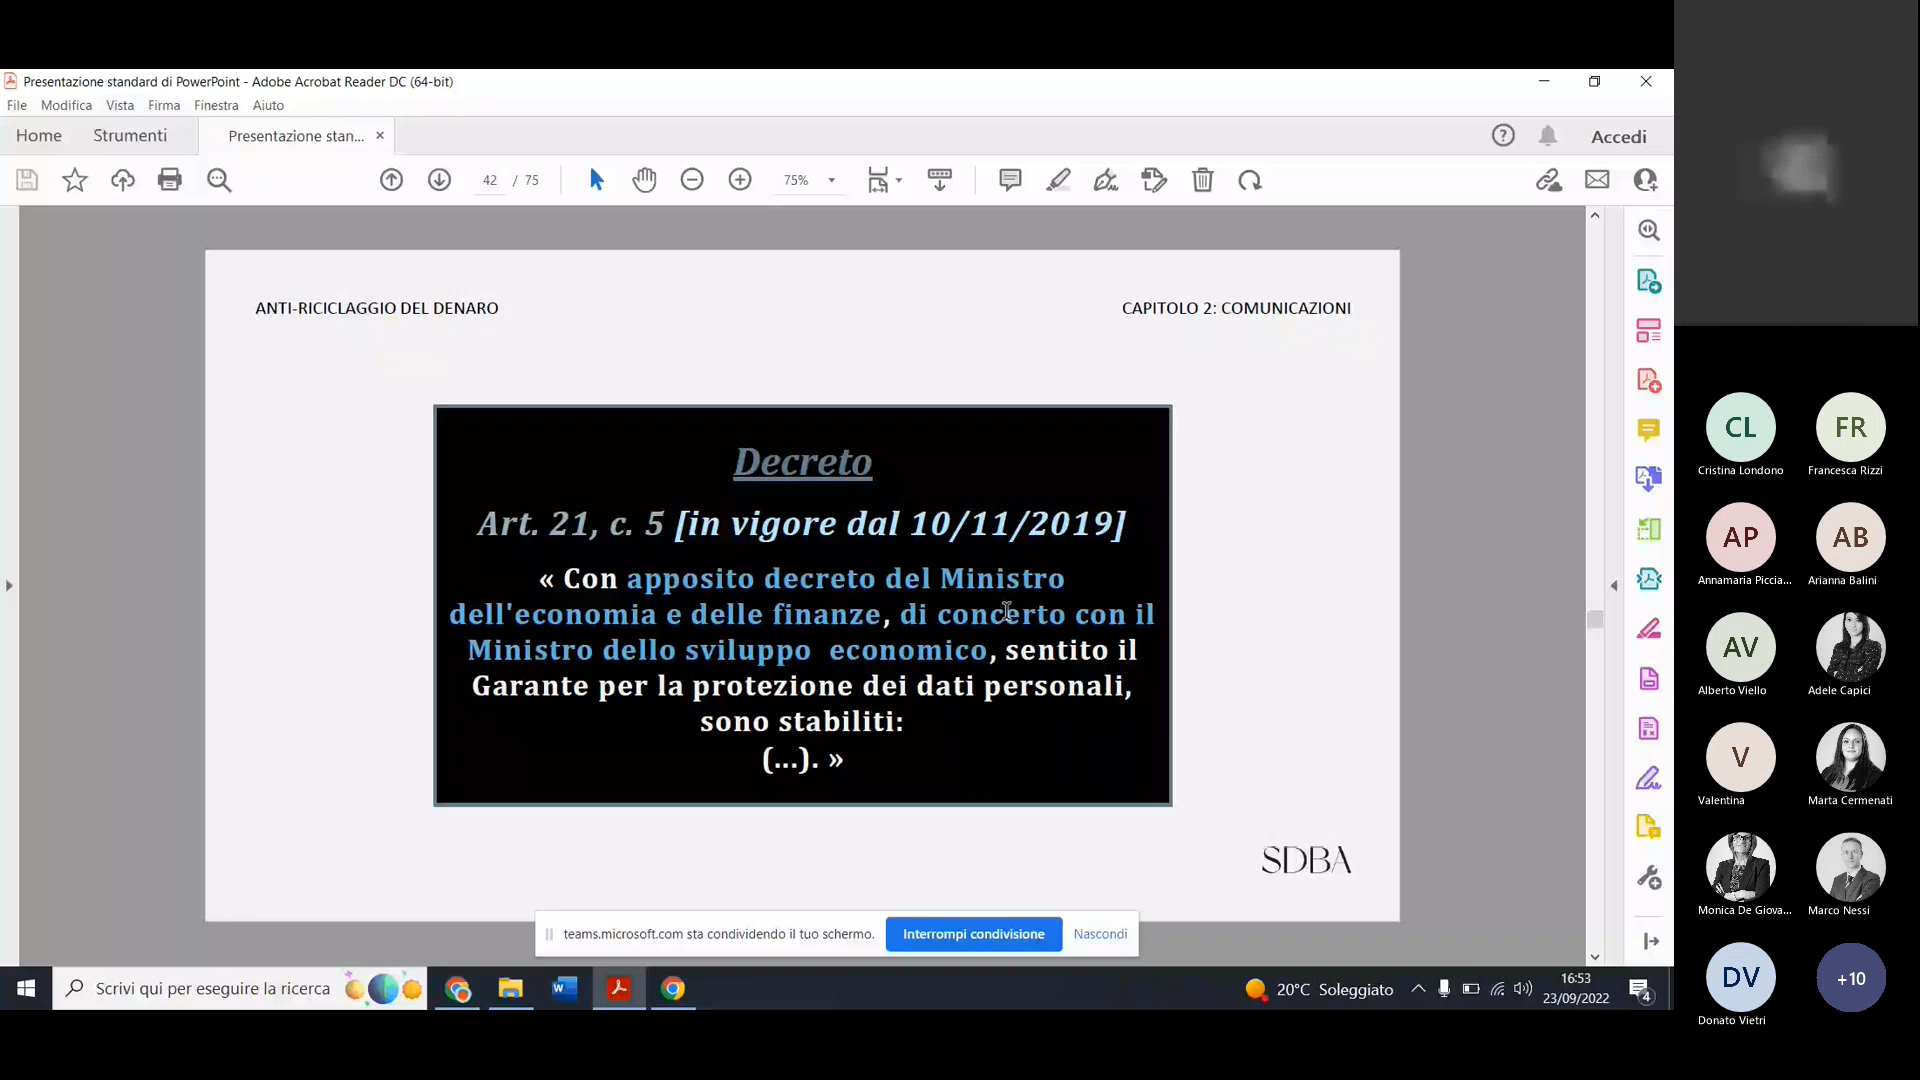 Presentazione standard di PowerPoint - Adobe Acrobat Reader DC (64-bit)
File Modifica Vista Firma Finestra Aiuto
Home Strumenti Presentazione stan... × Accedi
42 / 75 75%
ANTI-RICICLAGGIO DEL DENARO CAPITOLO 2: COMUNICAZIONI
Decreto
Art. 21, c. 5 [in vigore dal 10/11/2019]
« Con apposito decreto del Ministro
dell'economia e delle finanze, di concerto con il
Ministro dello sviluppo economico, sentito il
Garante per la protezione dei dati personali,
sono stabiliti:
(...). »
SDBA
teams.microsoft.com sta condividendo il tuo schermo. Interrompi condivisione Nascondi
Scrivi qui per eseguire la ricerca
20°C Soleggiato
16:53
23/09/2022
4
CL FR
Cristina Londono Francesca Rizzi
AP AB
Annamaria Piccia... Arianna Balini
AV
Alberto Viello Adele Capici
V
Valentina Marta Cermenati
Monica De Giova... Marco Nessi
DV +10
Donato Vietri